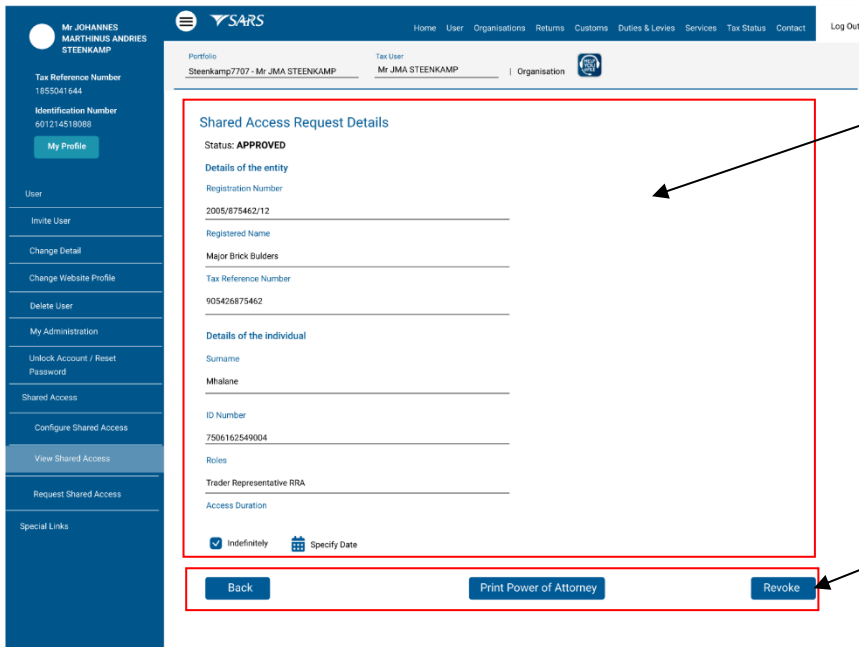 Mr JOHANNES
MARTHINUS ANDRIES
STEENKAMP
Tax Reference Number
1855041644
Identification Number
601214518088
My Profile
User
Invite User
Change Detail
Change Website Profile
Delete User
My Administration
Unlock Account / Reset
Password
Shared Access
Configure Shared Access
View Shared Access
Request Shared Access
Special Links
SARS
Home User Organisations Returns Customs Duties & Levies Services Tax Status Contact
Log Out
Portfolio
Steenkamp7707 - Mr JMA STEENKAMP
Tax User
Mr JMA STEENKAMP
| Organisation
Shared Access Request Details
Status: APPROVED
Details of the entity
Registration Number
2005/875462/12
Registered Name
Major Brick Bulders
Tax Reference Number
905426875462
Details of the individual
Surname
Mhalane
ID Number
7506162549004
Roles
Trader Representative RRA
Access Duration
Indefinitely
Specify Date
Back
Print Power of Attorney
Revoke